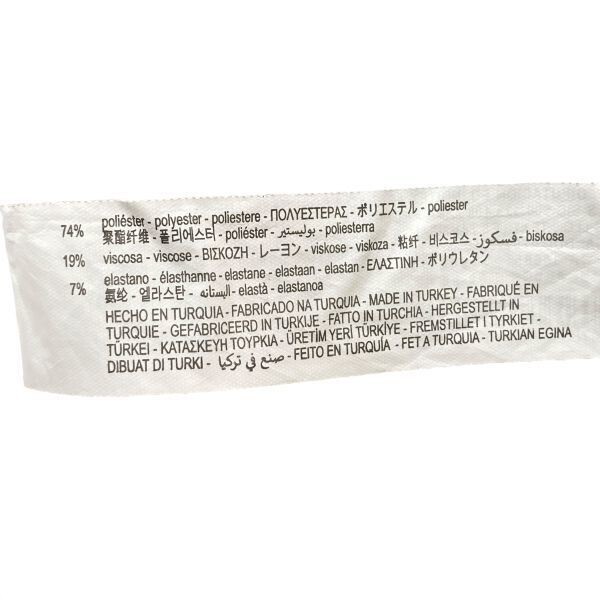 74% poliéster - polyester - poliestere - ΠΟΛΥΕΣΤΕΡΑΣ - ポリエステル - poliester
聚酯纤维 - 폴리에스터 - poliéster - بوليستير - poliesterra
19% viscosa - viscose - ΒΙΣΚΟΖΗ - レーヨン - viskose - viskoza - 粘纤 - 비스코스 - فسكوز - biskosa
7% elastano - élasthanne - elastane - elastaan - elastan - ΕΛΑΣΤΙΝΗ - ポリウレタン
氨纶 - 엘라스탄 - البستانه - elastà - elastanoa
HECHO EN TURQUIA - FABRICADO NA TURQUIA - MADE IN TURKEY - FABRIQUÉ EN
TURQUIE - GEFABRICEERD IN TURKIJE - FATTO IN TURCHIA - HERGESTELLT IN
TÜRKEI - ΚΑΤΑΣΚΕΥΗ ΤΟΥΡΚΙΑ - ÜRETİM YERİ TÜRKİYE - FREMSTILLET I TYRKIET -
DIBUAT DI TURKI - صنع في تركيا - FEITO EN TURQUÍA - FET A TURQUIA - TURKIAN EGINA